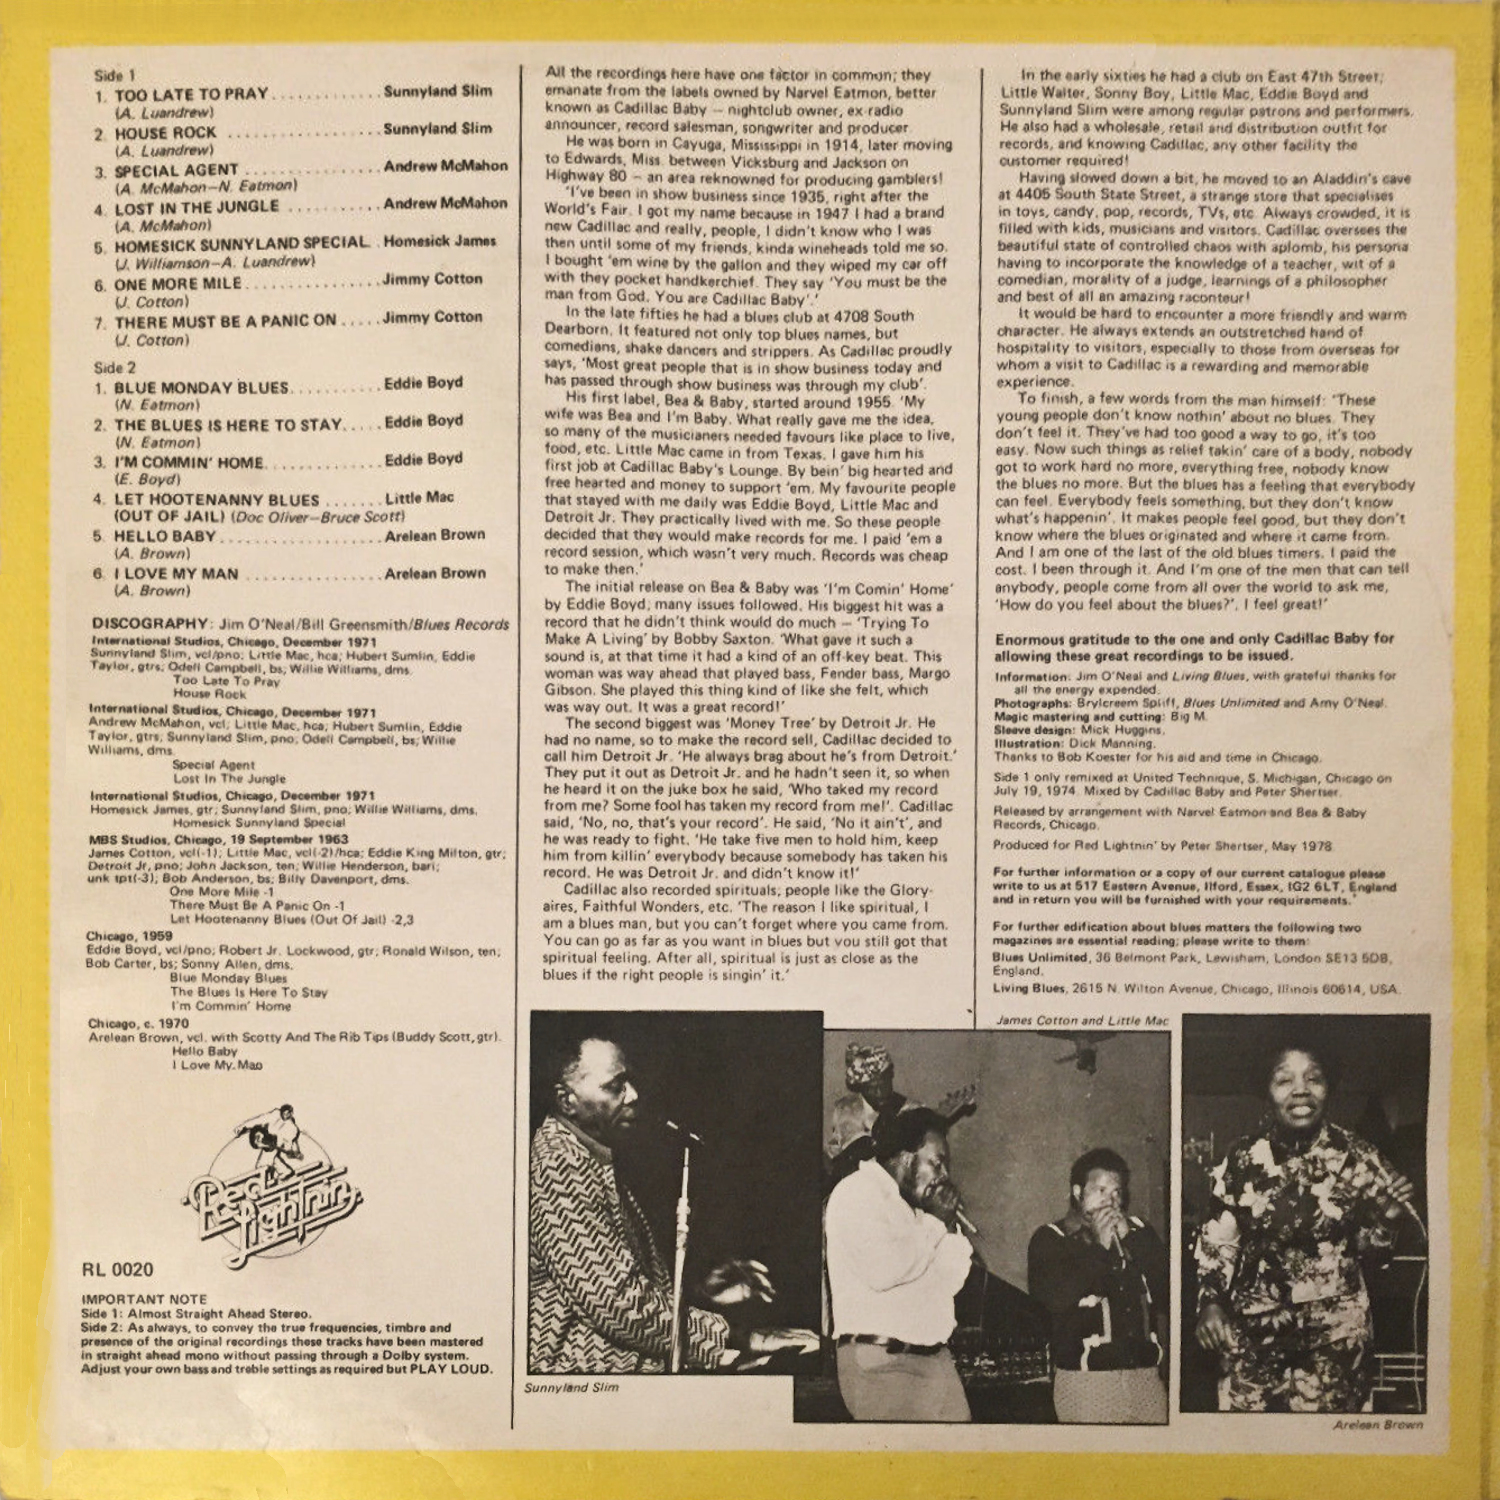 Side 1
1. TOO LATE TO PRAY ............ Sunnyland Slim
(A. Luandrew)
2. HOUSE ROCK ................. Sunnyland Slim
(A. Luandrew)
3. SPECIAL AGENT ............... Andrew McMahon
(A. McMahon—N. Eatmon)
4. LOST IN THE JUNGLE .......... Andrew McMahon
(A. McMahon)
5. HOMESICK SUNNYLAND SPECIAL. . Homesick James
(J. Williamson—A. Luandrew)
6. ONE MORE MILE ............... Jimmy Cotton
(J. Cotton)
7. THERE MUST BE A PANIC ON ..... Jimmy Cotton
(J. Cotton)
Side 2
1. BLUE MONDAY BLUES........... Eddie Boyd
(N. Eatmon)
2. THE BLUES IS HERE TO STAY..... Eddie Boyd
(N. Eatmon)
3. I'M COMMIN' HOME.............. Eddie Boyd
(E. Boyd)
4. LET HOOTENANNY BLUES ....... Little Mac
(OUT OF JAIL) (Doc Oliver—Bruce Scott)
5. HELLO BABY .................. Arelean Brown
(A. Brown)
6. I LOVE MY MAN ............... Arelean Brown
(A. Brown)
DISCOGRAPHY: Jim O'Neal/Bill Greensmith/Blues Records
International Studios, Chicago, December 1971
Sunnyland Slim, vcl/pno; Little Mac, hca; Hubert Sumlin, Eddie
Taylor, gtrs; Odell Campbell, bs; Willie Williams, dms.
Too Late To Pray
House Rock
International Studios, Chicago, December 1971
Andrew McMahon, vcl; Little Mac, hca; Hubert Sumlin, Eddie
Taylor, gtrs; Sunnyland Slim, pno; Odell Campbell, bs; Willie
Williams, dms.
Special Agent
Lost In The Jungle
International Studios, Chicago, December 1971
Homesick James, gtr; Sunnyland Slim, pno; Willie Williams, dms.
Homesick Sunnyland Special
MBS Studios, Chicago, 19 September 1963
James Cotton, vcl(-1); Little Mac, vcl(-2)/hca; Eddie King Milton, gtr;
Detroit Jr, pno; John Jackson, ten; Willie Henderson, bari;
unk tpt(-3); Bob Anderson, bs; Billy Davenport, dms.
One More Mile -1
There Must Be A Panic On -1
Let Hootenanny Blues (Out Of Jail) -2,3
Chicago, 1959
Eddie Boyd, vcl/pno; Robert Jr. Lockwood, gtr; Ronald Wilson, ten;
Bob Carter, bs; Sonny Allen, dms.
Blue Monday Blues
The Blues Is Here To Stay
I'm Commin' Home
Chicago, c. 1970
Arelean Brown, vcl. with Scotty And The Rib Tips (Buddy Scott, gtr).
Hello Baby
I Love My Man
Red Lightnin'
RL 0020
IMPORTANT NOTE
Side 1: Almost Straight Ahead Stereo.
Side 2: As always, to convey the true frequencies, timbre and
presence of the original recordings these tracks have been mastered
in straight ahead mono without passing through a Dolby system.
Adjust your own bass and treble settings as required but PLAY LOUD.
All the recordings here have one factor in common; they
emanate from the labels owned by Narvel Eatmon, better
known as Cadillac Baby — nightclub owner, ex-radio
announcer, record salesman, songwriter and producer.
He was born in Cayuga, Mississippi in 1914, later moving
to Edwards, Miss. between Vicksburg and Jackson on
Highway 80 — an area reknowned for producing gamblers!
'I've been in show business since 1935, right after the
World's Fair. I got my name because in 1947 I had a brand
new Cadillac and really, people, I didn't know who I was
then until some of my friends, kinda wineheads told me so.
I bought 'em wine by the gallon and they wiped my car off
with they pocket handkerchief. They say 'You must be the
man from God. You are Cadillac Baby'.'
In the late fifties he had a blues club at 4708 South
Dearborn. It featured not only top blues names, but
comedians, shake dancers and strippers. As Cadillac proudly
says, 'Most great people that is in show business today and
has passed through show business was through my club'.
His first label, Bea & Baby, started around 1955. 'My
wife was Bea and I'm Baby. What really gave me the idea,
so many of the musicianers needed favours like place to live,
food, etc. Little Mac came in from Texas. I gave him his
first job at Cadillac Baby's Lounge. By bein' big hearted and
free hearted and money to support 'em. My favourite people
that stayed with me daily was Eddie Boyd, Little Mac and
Detroit Jr. They practically lived with me. So these people
decided that they would make records for me. I paid 'em a
record session, which wasn't very much. Records was cheap
to make then.'
The initial release on Bea & Baby was 'I'm Comin' Home'
by Eddie Boyd; many issues followed. His biggest hit was a
record that he didn't think would do much — 'Trying To
Make A Living' by Bobby Saxton. 'What gave it such a
sound is, at that time it had a kind of an off-key beat. This
woman was way ahead that played bass, Fender bass, Margo
Gibson. She played this thing kind of like she felt, which
was way out. It was a great record!'
The second biggest was 'Money Tree' by Detroit Jr. He
had no name, so to make the record sell, Cadillac decided to
call him Detroit Jr. 'He always brag about he's from Detroit.'
They put it out as Detroit Jr. and he hadn't seen it, so when
he heard it on the juke box he said, 'Who taked my record
from me? Some fool has taken my record from me!'. Cadillac
said, 'No, no, that's your record'. He said, 'No it ain't', and
he was ready to fight. 'He take five men to hold him, keep
him from killin' everybody because somebody has taken his
record. He was Detroit Jr. and didn't know it!'
Cadillac also recorded spirituals; people like the Glory-
aires, Faithful Wonders, etc. 'The reason I like spiritual, I
am a blues man, but you can't forget where you came from.
You can go as far as you want in blues but you still got that
spiritual feeling. After all, spiritual is just as close as the
blues if the right people is singin' it.'
In the early sixties he had a club on East 47th Street;
Little Walter, Sonny Boy, Little Mac, Eddie Boyd and
Sunnyland Slim were among regular patrons and performers.
He also had a wholesale, retail and distribution outfit for
records, and knowing Cadillac, any other facility the
customer required!
Having slowed down a bit, he moved to an Aladdin's cave
at 4405 South State Street, a strange store that specialises
in toys, candy, pop, records, TVs, etc. Always crowded, it is
filled with kids, musicians and visitors. Cadillac oversees the
beautiful state of controlled chaos with aplomb, his persona
having to incorporate the knowledge of a teacher, wit of a
comedian, morality of a judge, learnings of a philosopher
and best of all an amazing raconteur!
It would be hard to encounter a more friendly and warm
character. He always extends an outstretched hand of
hospitality to visitors, especially to those from overseas for
whom a visit to Cadillac is a rewarding and memorable
experience.
To finish, a few words from the man himself: 'These
young people don't know nothin' about no blues. They
don't feel it. They've had too good a way to go, it's too
easy. Now such things as relief takin' care of a body, nobody
got to work hard no more, everything free, nobody know
the blues no more. But the blues has a feeling that everybody
can feel. Everybody feels something, but they don't know
what's happenin'. It makes people feel good, but they don't
know where the blues originated and where it came from.
And I am one of the last of the old blues timers. I paid the
cost. I been through it. And I'm one of the men that can tell
anybody, people come from all over the world to ask me,
'How do you feel about the blues?'. I feel great!'
Enormous gratitude to the one and only Cadillac Baby for
allowing these great recordings to be issued.
Information: Jim O'Neal and Living Blues, with grateful thanks for
all the energy expended.
Photographs: Brylcreem Spliff, Blues Unlimited and Amy O'Neal.
Magic mastering and cutting: Big M.
Sleeve design: Mick Huggins.
Illustration: Dick Manning.
Thanks to Bob Koester for his aid and time in Chicago.
Side 1 only remixed at United Technique, S. Michigan, Chicago on
July 19, 1974. Mixed by Cadillac Baby and Peter Shertser.
Released by arrangement with Narvel Eatmon and Bea & Baby
Records, Chicago.
Produced for Red Lightnin' by Peter Shertser, May 1978
For further information or a copy of our current catalogue please
write to us at 517 Eastern Avenue, Ilford, Essex, IG2 6LT, England
and in return you will be furnished with your requirements.
For further edification about blues matters the following two
magazines are essential reading; please write to them:
Blues Unlimited, 36 Belmont Park, Lewisham, London SE13 5DB,
England.
Living Blues, 2615 N. Wilton Avenue, Chicago, Illinois 60614, USA.
James Cotton and Little Mac
Sunnyland Slim
Arelean Brown